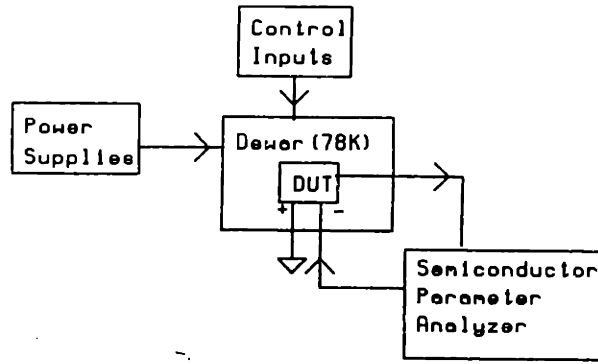 Control
Inputs
Power
Supplies
Dewar (78K)
DUT
+ -
Semiconductor
Parameter
Analyzer